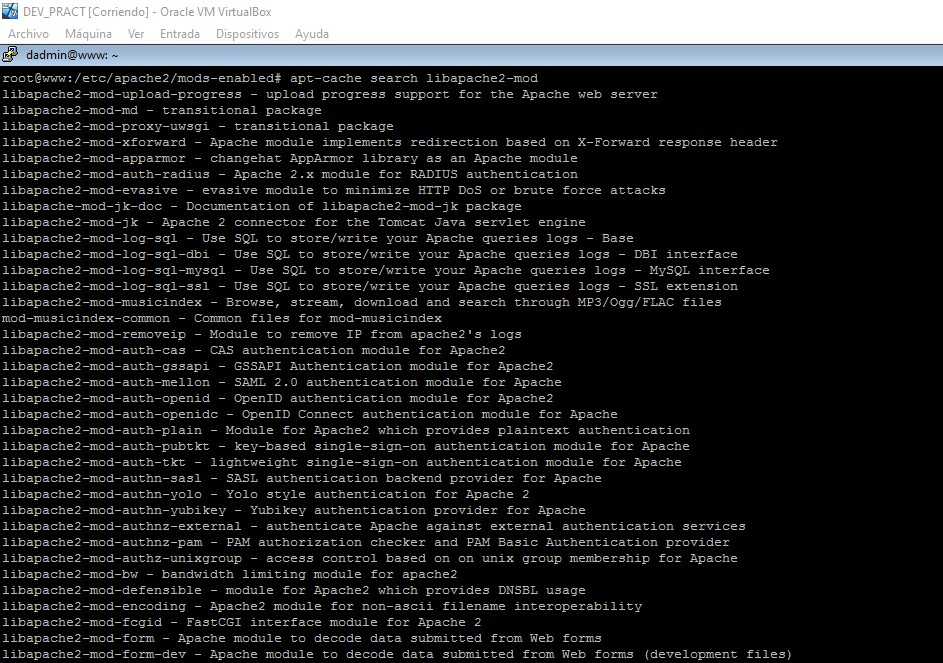 DEV_PRACT [Corriendo] - Oracle VM VirtualBox
Archivo Máquina Ver Entrada Dispositivos Ayuda
dadmin@www: ~
root@www:/etc/apache2/mods-enabled# apt-cache search libapache2-mod
libapache2-mod-upload-progress - upload progress support for the Apache web server
libapache2-mod-md - transitional package
libapache2-mod-proxy-uwsgi - transitional package
libapache2-mod-xforward - Apache module implements redirection based on X-Forward response header
libapache2-mod-apparmor - changehat AppArmor library as an Apache module
libapache2-mod-auth-radius - Apache 2.x module for RADIUS authentication
libapache2-mod-evasive - evasive module to minimize HTTP DoS or brute force attacks
libapache-mod-jk-doc - Documentation of libapache2-mod-jk package
libapache2-mod-jk - Apache 2 connector for the Tomcat Java servlet engine
libapache2-mod-log-sql - Use SQL to store/write your Apache queries logs - Base
libapache2-mod-log-sql-dbi - Use SQL to store/write your Apache queries logs - DBI interface
libapache2-mod-log-sql-mysql - Use SQL to store/write your Apache queries logs - MySQL interface
libapache2-mod-log-sql-ssl - Use SQL to store/write your Apache queries logs - SSL extension
libapache2-mod-musicindex - Browse, stream, download and search through MP3/Ogg/FLAC files
mod-musicindex-common - Common files for mod-musicindex
libapache2-mod-removeip - Module to remove IP from apache2's logs
libapache2-mod-auth-cas - CAS authentication module for Apache2
libapache2-mod-auth-gssapi - GSSAPI Authentication module for Apache2
libapache2-mod-auth-mellon - SAML 2.0 authentication module for Apache
libapache2-mod-auth-openid - OpenID authentication module for Apache2
libapache2-mod-auth-openidc - OpenID Connect authentication module for Apache
libapache2-mod-auth-plain - Module for Apache2 which provides plaintext authentication
libapache2-mod-auth-pubtkt - key-based single-sign-on authentication module for Apache
libapache2-mod-auth-tkt - lightweight single-sign-on authentication module for Apache
libapache2-mod-authn-sasl - SASL authentication backend provider for Apache
libapache2-mod-authn-yolo - Yolo style authentication for Apache 2
libapache2-mod-authn-yubikey - Yubikey authentication provider for Apache
libapache2-mod-authnz-external - authenticate Apache against external authentication services
libapache2-mod-authnz-pam - PAM authorization checker and PAM Basic Authentication provider
libapache2-mod-authz-unixgroup - access control based on on unix group membership for Apache
libapache2-mod-bw - bandwidth limiting module for apache2
libapache2-mod-defensible - module for Apache2 which provides DNSBL usage
libapache2-mod-encoding - Apache2 module for non-ascii filename interoperability
libapache2-mod-fcgid - FastCGI interface module for Apache 2
libapache2-mod-form - Apache module to decode data submitted from Web forms
libapache2-mod-form-dev - Apache module to decode data submitted from Web forms (development files)